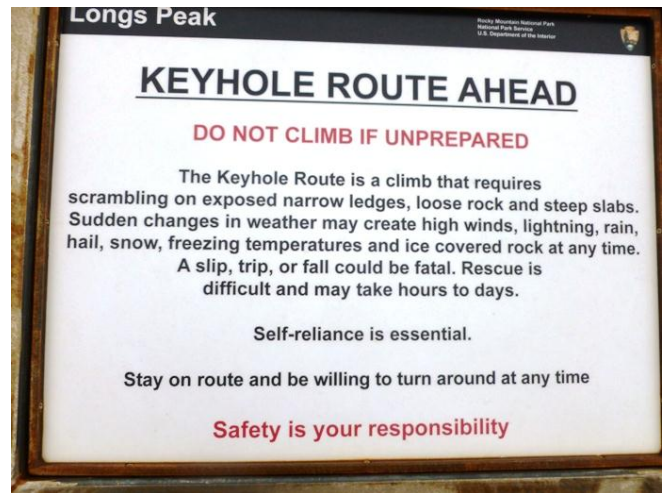 Longs Peak
Rocky Mountain National Park
National Park Service
U.S. Department of the Interior
KEYHOLE ROUTE AHEAD
DO NOT CLIMB IF UNPREPARED
The Keyhole Route is a climb that requires
scrambling on exposed narrow ledges, loose rock and steep slabs.
Sudden changes in weather may create high winds, lightning, rain,
hail, snow, freezing temperatures and ice covered rock at any time.
A slip, trip, or fall could be fatal. Rescue is
difficult and may take hours to days.
Self-reliance is essential.
Stay on route and be willing to turn around at any time
Safety is your responsibility